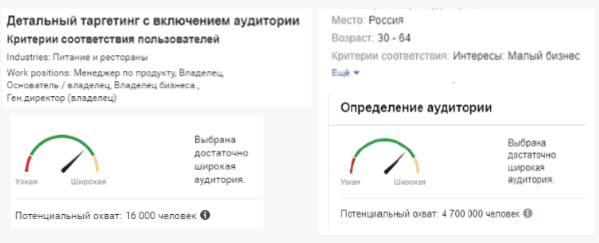 Детальный таргетинг с включением аудитории
Критерии соответствия пользователей
Industries: Питание и рестораны
Work positions: Менеджер по продукту, Владелец,
Основатель / владелец, Владелец бизнеса.,
Ген.директор (владелец)
Узкая
Широкая
Выбрана
достаточно
широкая
аудитория.
Потенциальный охват: 16 000 человек
Место: Россия
Возраст: 30 - 64
Критерии соответствия: Интересы: Малый бизнес
Ещё
Определение аудитории
Узкая
Широкая
Выбрана
достаточно
широкая
аудитория.
Потенциальный охват: 4 700 000 человек